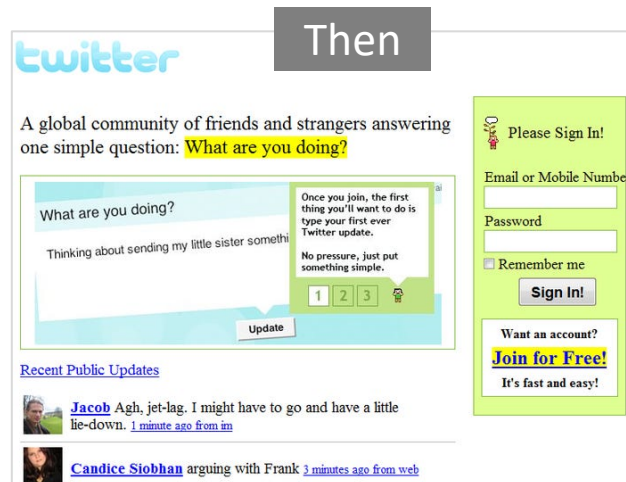 Then
twitter
A global community of friends and strangers answering
one simple question: What are you doing?
What are you doing?
Thinking about sending my little sister somethi
Update
ai
Once you join, the first
thing you'll want to do is
type your first ever
Twitter update.
No pressure, just put
something simple.
1 2 3
Recent Public Updates
Jacob Agh, jet-lag. I might have to go and have a little
lie-down. 1 minute ago from im
Candice Siobhan arguing with Frank 3 minutes ago from web
Please Sign In!
Email or Mobile Numbe
Password
Remember me
Sign In!
Want an account?
Join for Free!
It's fast and easy!